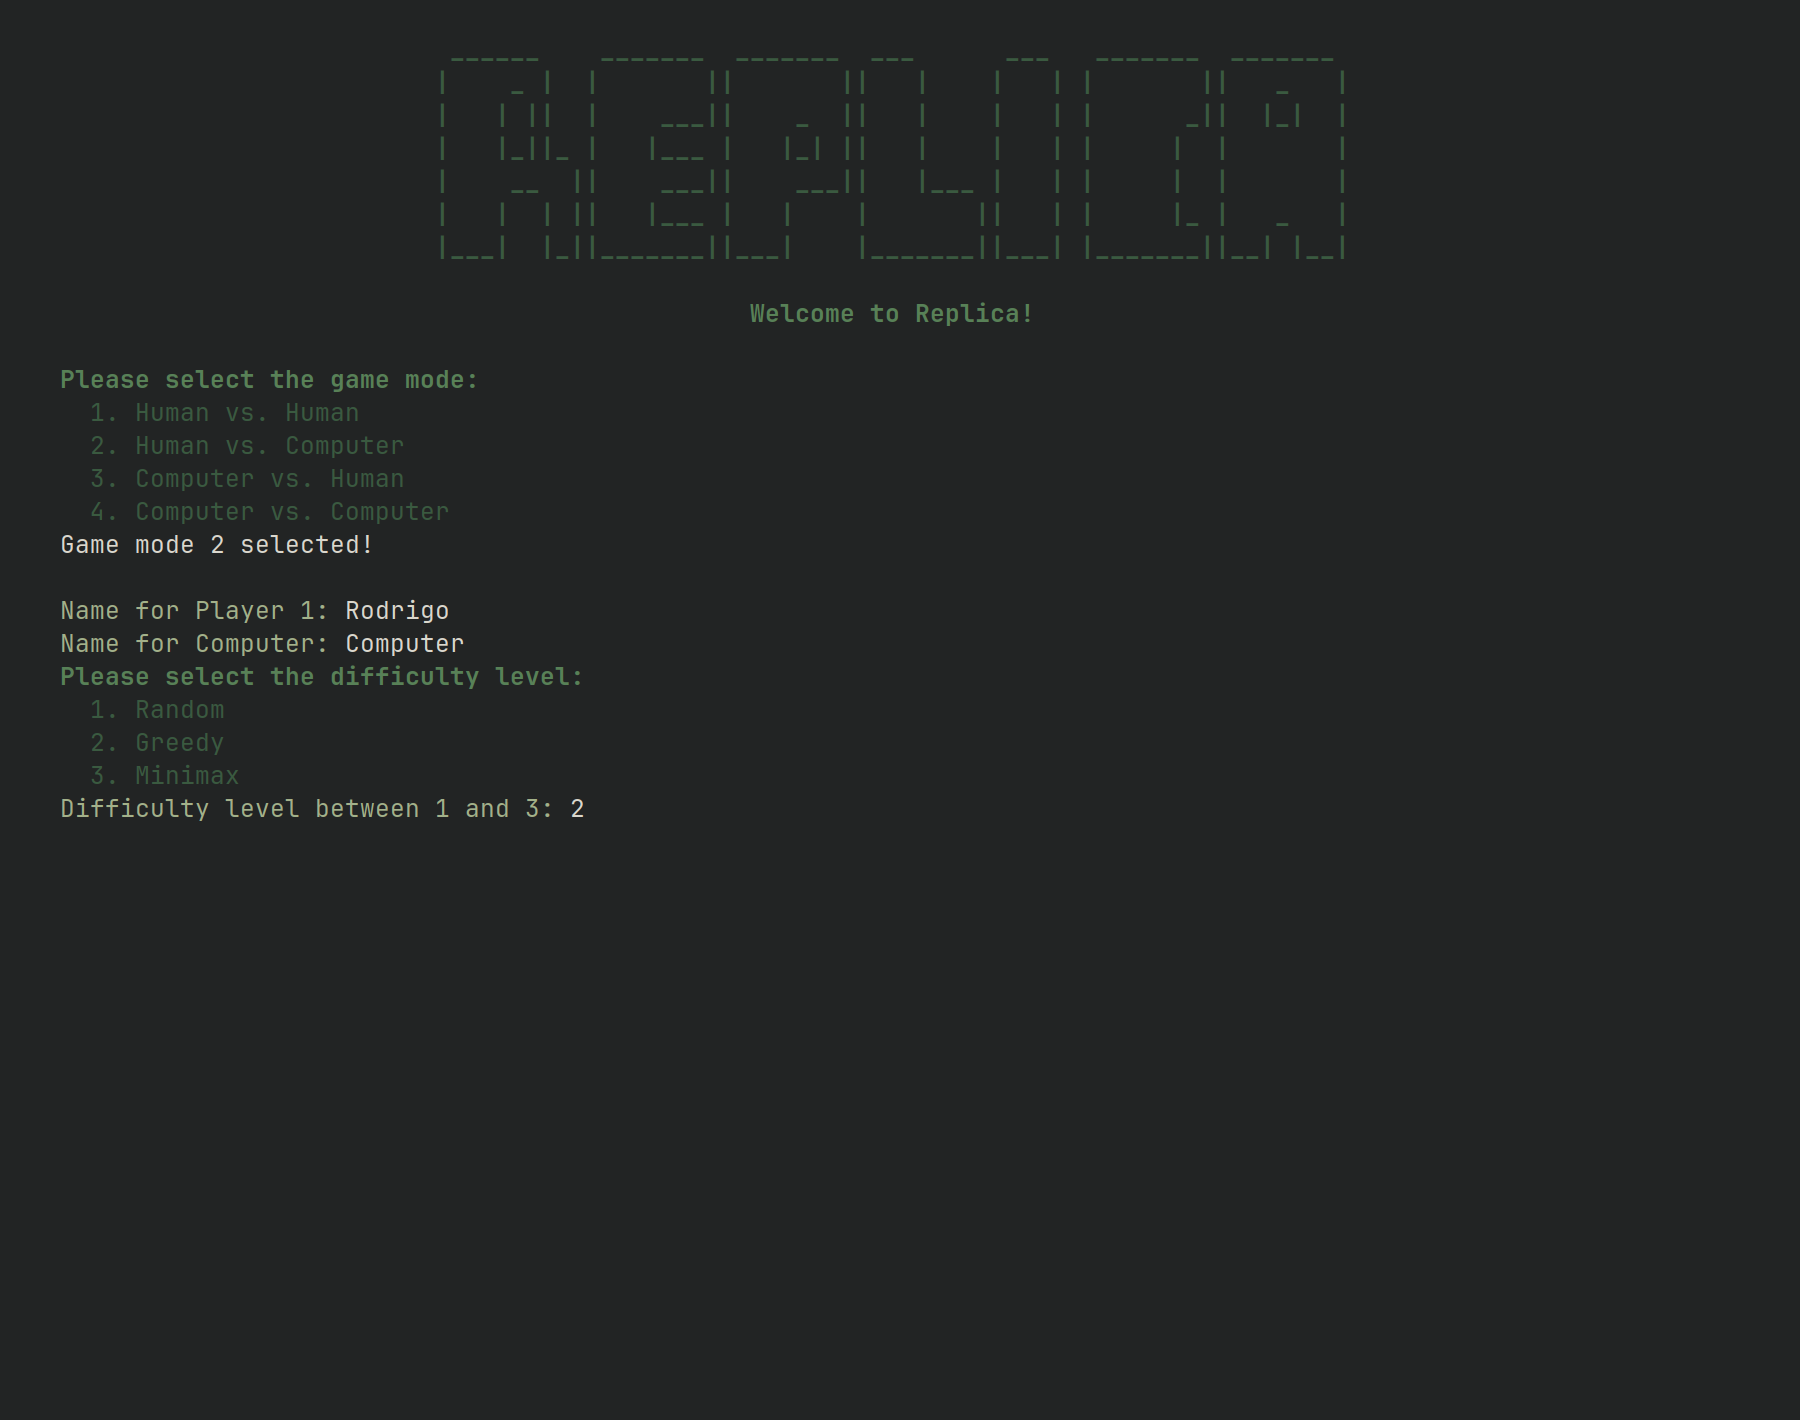 REPLICA
Welcome to Replica!
Please select the game mode:
1. Human vs. Human
2. Human vs. Computer
3. Computer vs. Human
4. Computer vs. Computer
Game mode 2 selected!
Name for Player 1: Rodrigo
Name for Computer: Computer
Please select the difficulty level:
1. Random
2. Greedy
3. Minimax
Difficulty level between 1 and 3: 2